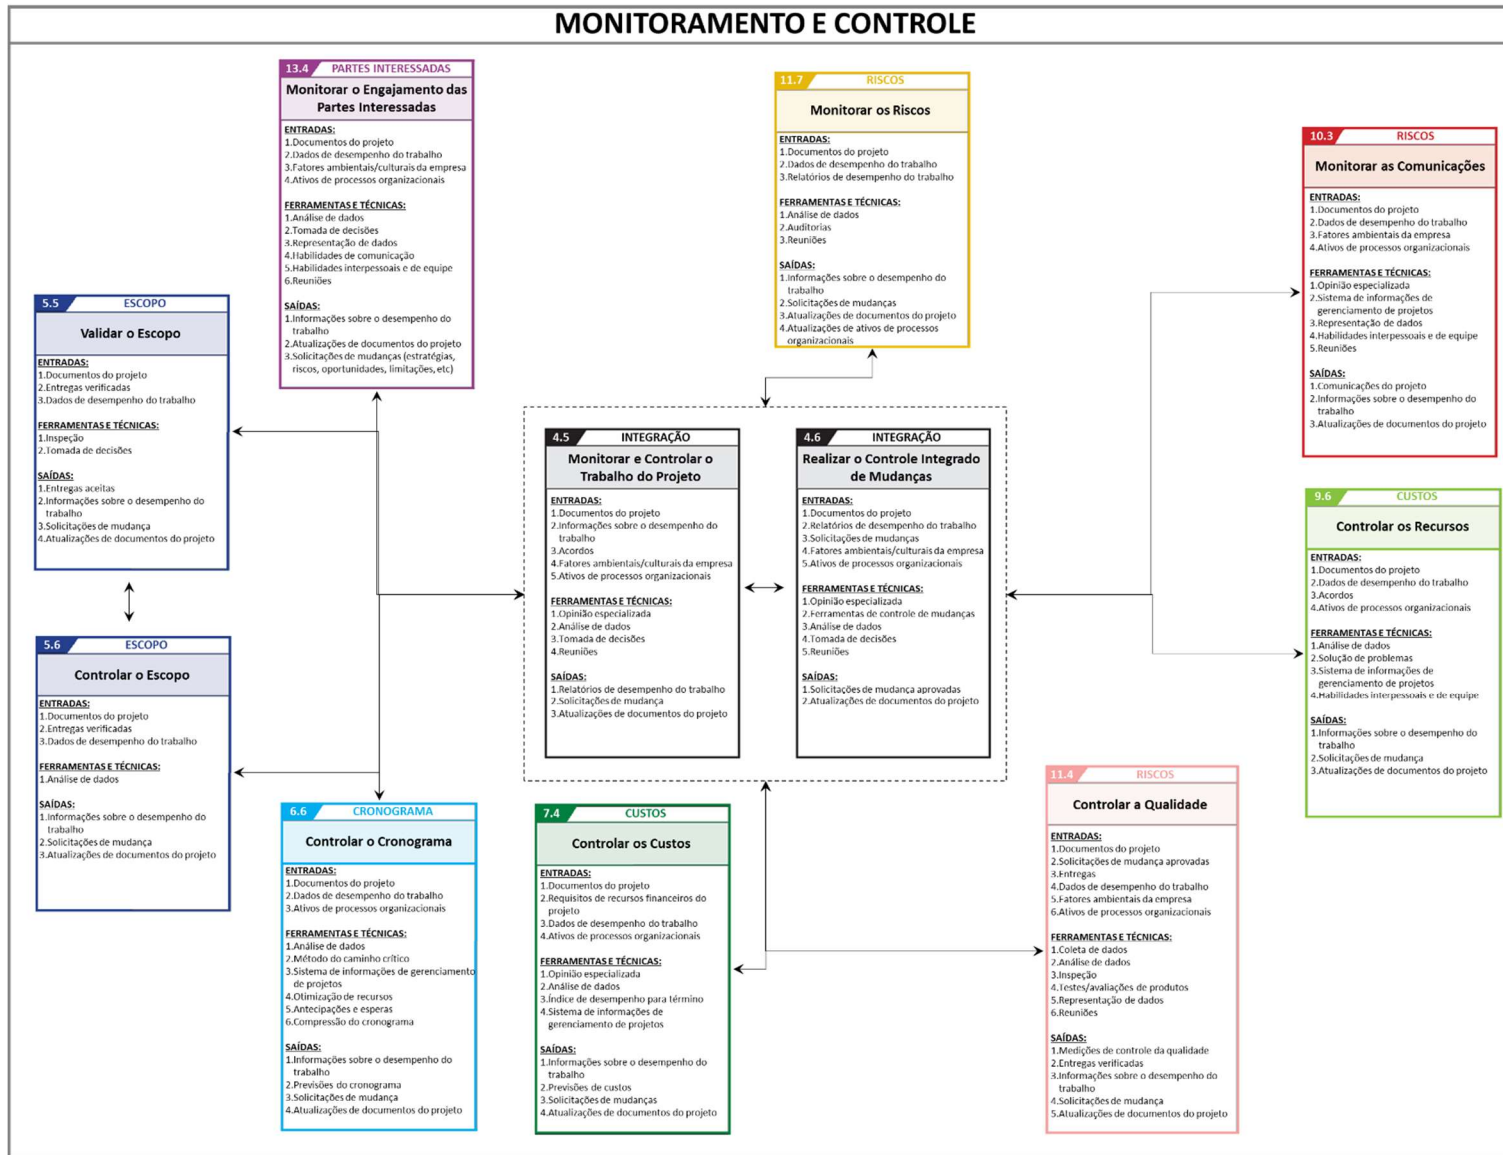 MONITORAMENTO E CONTROLE
13.4 PARTES INTERESSADAS
Monitorar o Engajamento das
Partes Interessadas
ENTRADAS:
1.Documentos do projeto
2.Dados de desempenho do trabalho
3.Fatores ambientais/culturais da empresa
4.Ativos de processos organizacionais
FERRAMENTAS E TÉCNICAS:
1.Análise de dados
2.Tomada de decisões
3.Representação de dados
4.Habilidades de comunicação
5.Habilidades interpessoais e de equipe
6.Reuniões
SAÍDAS:
1.Informações sobre o desempenho do
trabalho
2.Atualizações de documentos do projeto
3.Solicitações de mudanças (estratégias,
riscos, oportunidades, limitações, etc)
11.7 RISCOS
Monitorar os Riscos
ENTRADAS:
1.Documentos do projeto
2.Dados de desempenho do trabalho
3.Relatórios de desempenho do trabalho
FERRAMENTAS E TÉCNICAS:
1.Análise de dados
2.Auditorias
3.Reuniões
SAÍDAS:
1.Informações sobre o desempenho do
trabalho
2.Solicitações de mudanças
3.Atualizações de documentos do projeto
4.Atualizações de ativos de processos
organizacionais
10.3 RISCOS
Monitorar as Comunicações
ENTRADAS:
1.Documentos do projeto
2.Dados de desempenho do trabalho
3.Fatores ambientais da empresa
4.Ativos de processos organizacionais
FERRAMENTAS E TÉCNICAS:
1.Opinião especializada
2.Sistema de informações de
gerenciamento de projetos
3.Representação de dados
4.Habilidades interpessoais e de equipe
5.Reuniões
SAÍDAS:
1.Comunicações do projeto
2.Informações sobre o desempenho do
trabalho
3.Atualizações de documentos do projeto
5.5 ESCOPO
Validar o Escopo
ENTRADAS:
1.Documentos do projeto
2.Entregas verificadas
3.Dados de desempenho do trabalho
FERRAMENTAS E TÉCNICAS:
1.Inspeção
2.Tomada de decisões
SAÍDAS:
1.Entregas aceitas
2.Informações sobre o desempenho do
trabalho
3.Solicitações de mudança
4.Atualizações de documentos do projeto
4.5 INTEGRAÇÃO
Monitorar e Controlar o
Trabalho do Projeto
ENTRADAS:
1.Documentos do projeto
2.Informações sobre o desempenho do
trabalho
3.Acordos
4.Fatores ambientais/culturais da empresa
5.Ativos de processos organizacionais
FERRAMENTAS E TÉCNICAS:
1.Opinião especializada
2.Análise de dados
3.Tomada de decisões
4.Reuniões
SAÍDAS:
1.Relatórios de desempenho do trabalho
2.Solicitações de mudança
3.Atualizações de documentos do projeto
4.6 INTEGRAÇÃO
Realizar o Controle Integrado
de Mudanças
ENTRADAS:
1.Documentos do projeto
2.Relatórios de desempenho do trabalho
3.Solicitações de mudanças
4.Fatores ambientais/culturais da empresa
5.Ativos de processos organizacionais
FERRAMENTAS E TÉCNICAS:
1.Opinião especializada
2.Ferramentas de controle de mudanças
3.Análise de dados
4.Tomada de decisões
5.Reuniões
SAÍDAS:
1.Solicitações de mudança aprovadas
2.Atualizações de documentos do projeto
9.6 CUSTOS
Controlar os Recursos
ENTRADAS:
1.Documentos do projeto
2.Dados de desempenho do trabalho
3.Acordos
4.Ativos de processos organizacionais
FERRAMENTAS E TÉCNICAS:
1.Análise de dados
2.Solução de problemas
3.Sistema de informações de
gerenciamento de projetos
4.Habilidades interpessoais e de equipe
SAÍDAS:
1.Informações sobre o desempenho do
trabalho
2.Solicitações de mudança
3.Atualizações de documentos do projeto
5.6 ESCOPO
Controlar o Escopo
ENTRADAS:
1.Documentos do projeto
2.Entregas verificadas
3.Dados de desempenho do trabalho
FERRAMENTAS E TÉCNICAS:
1.Análise de dados
SAÍDAS:
1.Informações sobre o desempenho do
trabalho
2.Solicitações de mudança
3.Atualizações de documentos do projeto
6.6 CRONOGRAMA
Controlar o Cronograma
ENTRADAS:
1.Documentos do projeto
2.Dados de desempenho do trabalho
3.Ativos de processos organizacionais
FERRAMENTAS E TÉCNICAS:
1.Análise de dados
2.Método do caminho crítico
3.Sistema de informações de gerenciamento
de projetos
4.Otimização de recursos
5.Antecipações e esperas
6.Compressão do cronograma
SAÍDAS:
1.Informações sobre o desempenho do
trabalho
2.Previsões do cronograma
3.Solicitações de mudança
4.Atualizações de documentos do projeto
7.4 CUSTOS
Controlar os Custos
ENTRADAS:
1.Documentos do projeto
2.Requisitos de recursos financeiros do
projeto
3.Dados de desempenho do trabalho
4.Ativos de processos organizacionais
FERRAMENTAS E TÉCNICAS:
1.Opinião especializada
2.Análise de dados
3.Índice de desempenho para término
4.Sistema de informações de
gerenciamento de projetos
SAÍDAS:
1.Informações sobre o desempenho do
trabalho
2.Previsões de custos
3.Solicitações de mudanças
4.Atualizações de documentos do projeto
11.4 RISCOS
Controlar a Qualidade
ENTRADAS:
1.Documentos do projeto
2.Solicitações de mudança aprovadas
3.Entregas
4.Dados de desempenho do trabalho
5.Fatores ambientais da empresa
6.Ativos de processos organizacionais
FERRAMENTAS E TÉCNICAS:
1.Coleta de dados
2.Análise de dados
3.Inspeção
4.Testes/avaliações de produtos
5.Representação de dados
6.Reuniões
SAÍDAS:
1.Medições de controle da qualidade
2.Entregas verificadas
3.Informações sobre o desempenho do
trabalho
4.Solicitações de mudança
5.Atualizações de documentos do projeto